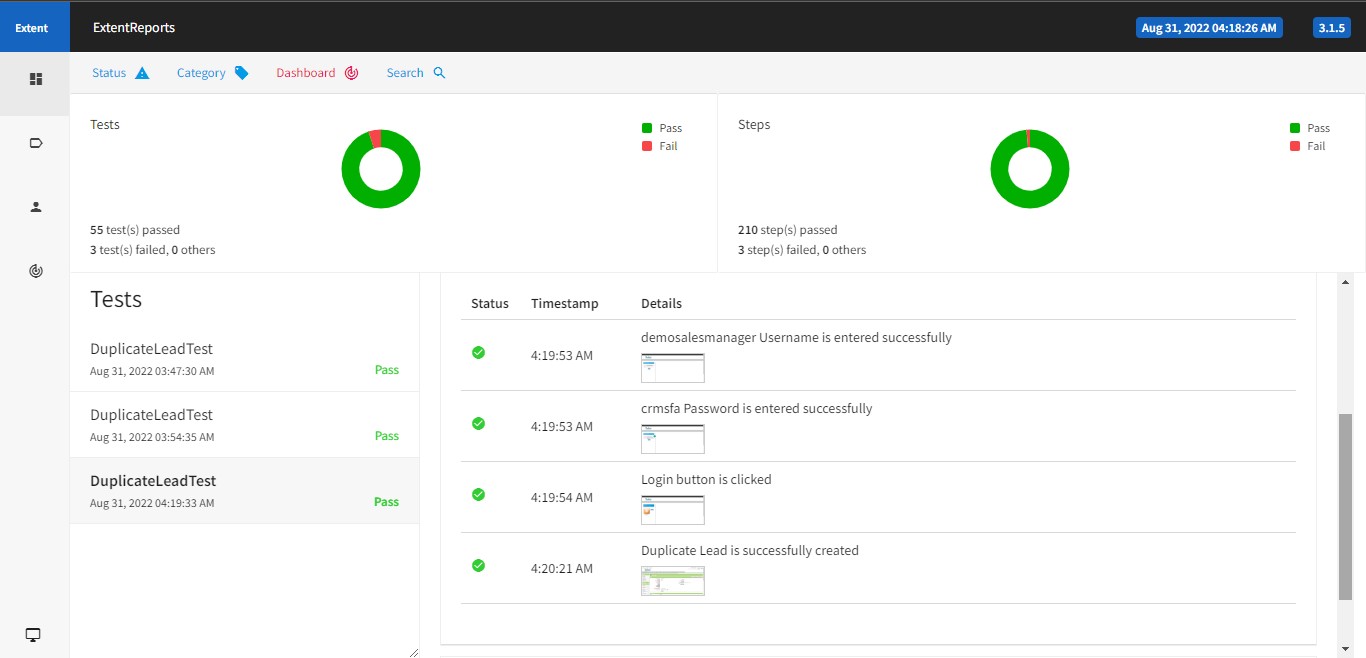 Extent ExtentReports Aug 31, 2022 04:18:26 AM 3.1.5
Status Category Dashboard Search
Tests
Pass
Fail
55 test(s) passed
3 test(s) failed, 0 others
Steps
Pass
Fail
210 step(s) passed
3 step(s) failed, 0 others
Tests
DuplicateLeadTest
Aug 31, 2022 03:47:30 AM Pass
DuplicateLeadTest
Aug 31, 2022 03:54:35 AM Pass
DuplicateLeadTest
Aug 31, 2022 04:19:33 AM Pass
Status Timestamp Details
demosalesmanager Username is entered successfully
4:19:53 AM
crmsfa Password is entered successfully
4:19:53 AM
Login button is clicked
4:19:54 AM
Duplicate Lead is successfully created
4:20:21 AM